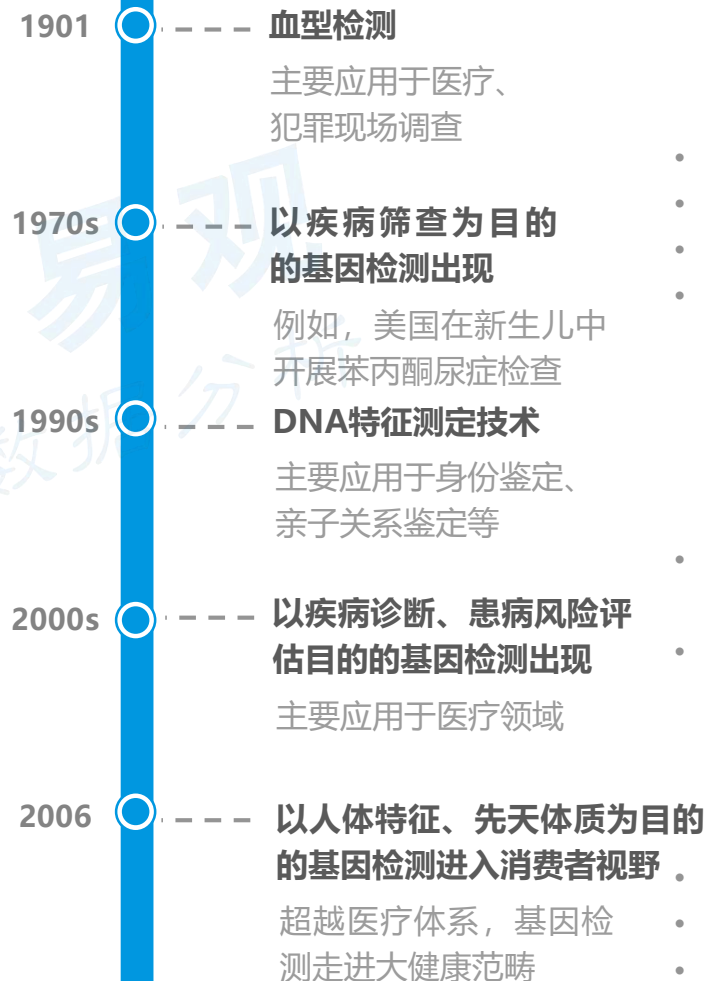 1901
血型检测
主要应用于医疗、
犯罪现场调查
1970s
以疾病筛查为目的
的基因检测出现
例如，美国在新生儿中
开展苯丙酮尿症检查
1990s
DNA特征测定技术
主要应用于身份鉴定、
亲子关系鉴定等
2000s
以疾病诊断、患病风险评
估目的的基因检测出现
主要应用于医疗领域
2006
以人体特征、先天体质为目的
的基因检测进入消费者视野
超越医疗体系，基因检
测走进大健康范畴
易观
数据分析